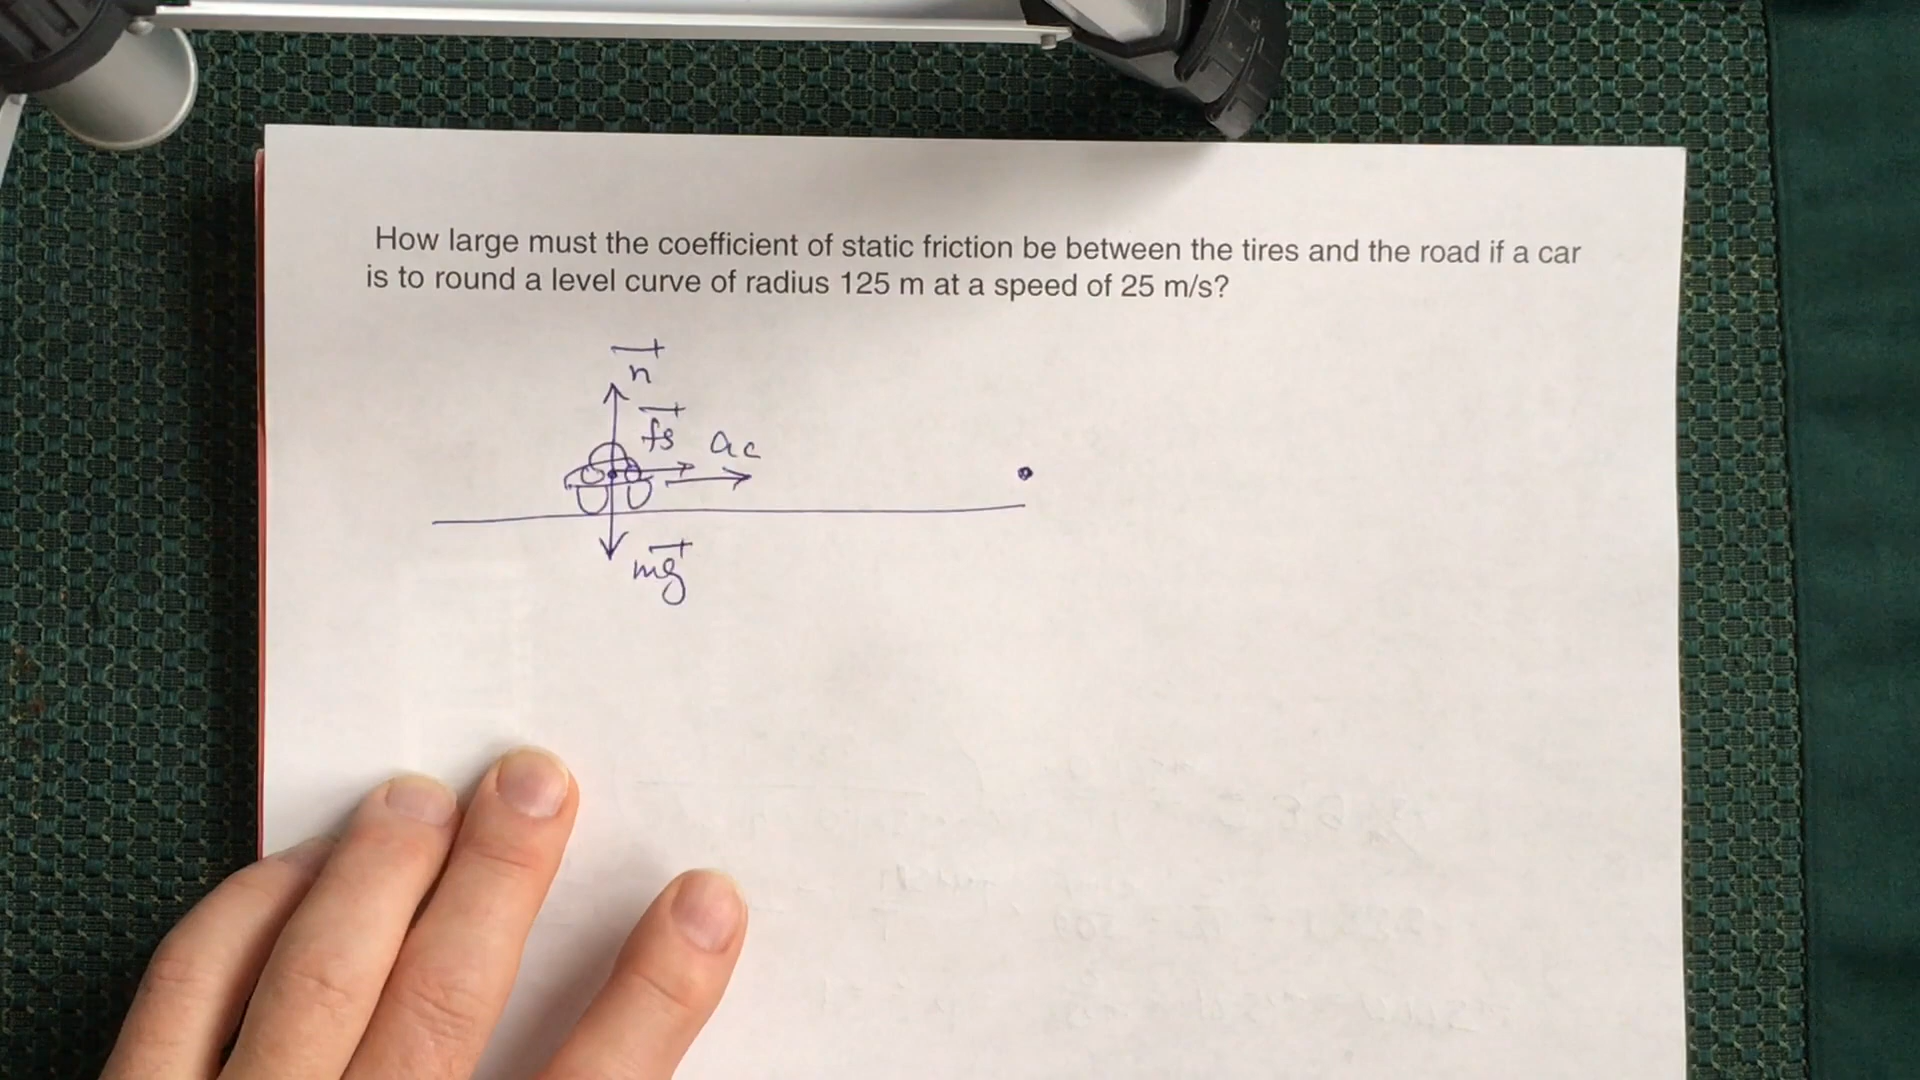 How large must the coefficient of static friction be between the tires and the road if a car
is to round a level curve of radius 125 m at a speed of 25 m/s?
n
fs ac
mg